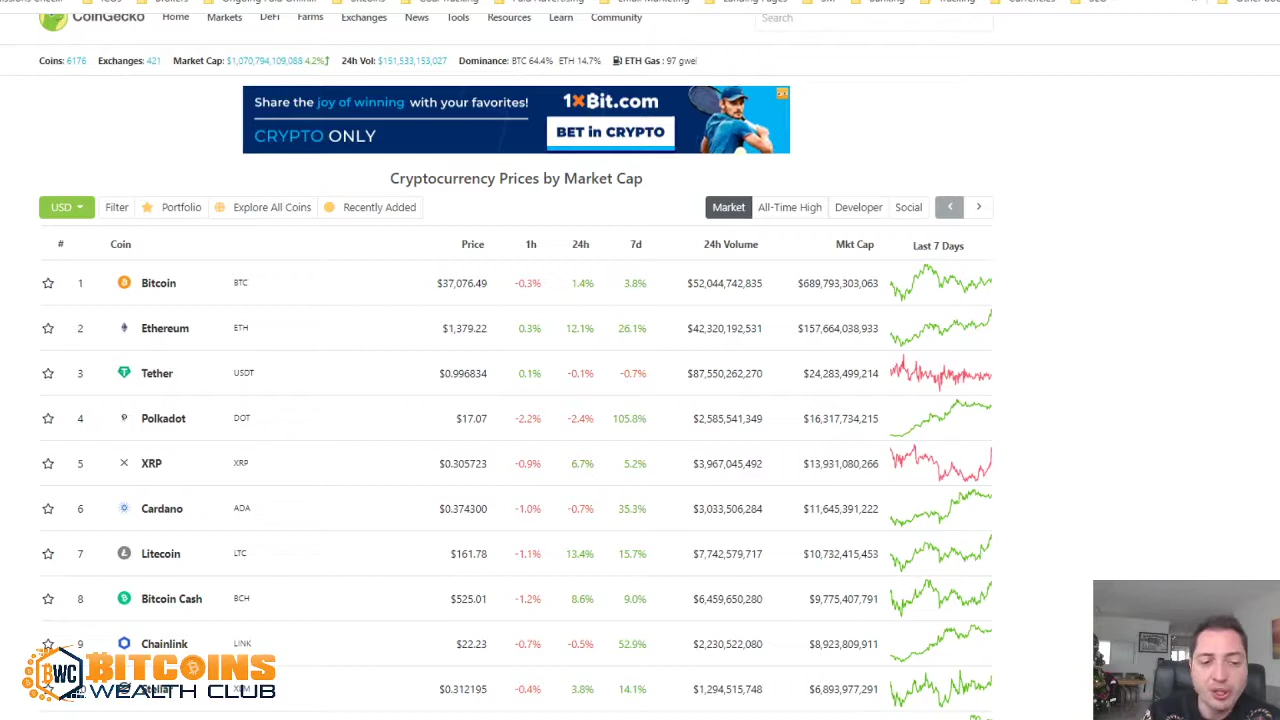 CoinGecko Home Markets DeFi Farms Exchanges News Tools Resources Learn Community Search
Coins: 6176 Exchanges: 421 Market Cap: $1,070,794,109,088 4.2% 24h Vol: $151,533,153,027 Dominance: BTC 64.4% ETH 14.7% ETH Gas : 97 gwei
Share the joy of winning with your favorites! 1XBit.com
CRYPTO ONLY BET in CRYPTO
Cryptocurrency Prices by Market Cap
USD Filter Portfolio Explore All Coins Recently Added Market All-Time High Developer Social
# Coin Price 1h 24h 7d 24h Volume Mkt Cap Last 7 Days
1 Bitcoin BTC $37,076.49 -0.3% 1.4% 3.8% $52,044,742,835 $689,793,303,063
2 Ethereum ETH $1,379.22 0.3% 12.1% 26.1% $42,320,192,531 $157,664,038,933
3 Tether USDT $0.996834 0.1% -0.1% -0.7% $87,550,262,270 $24,283,499,214
4 Polkadot DOT $17.07 -2.2% -2.4% 105.8% $2,585,541,349 $16,317,734,215
5 XRP XRP $0.305723 -0.9% 6.7% 5.2% $3,967,045,492 $13,931,080,266
6 Cardano ADA $0.374300 -1.0% -0.7% 35.3% $3,033,506,284 $11,645,391,222
7 Litecoin LTC $161.78 -1.1% 13.4% 15.7% $7,742,579,717 $10,732,415,453
8 Bitcoin Cash BCH $525.01 -1.2% 8.6% 9.0% $6,459,650,280 $9,775,407,791
9 Chainlink LINK $22.23 -0.7% -0.5% 52.9% $2,230,522,080 $8,923,809,911
$0.312195 -0.4% 3.8% 14.1% $1,294,515,748 $6,893,977,291
BWC BITCOINS
WEALTH CLUB